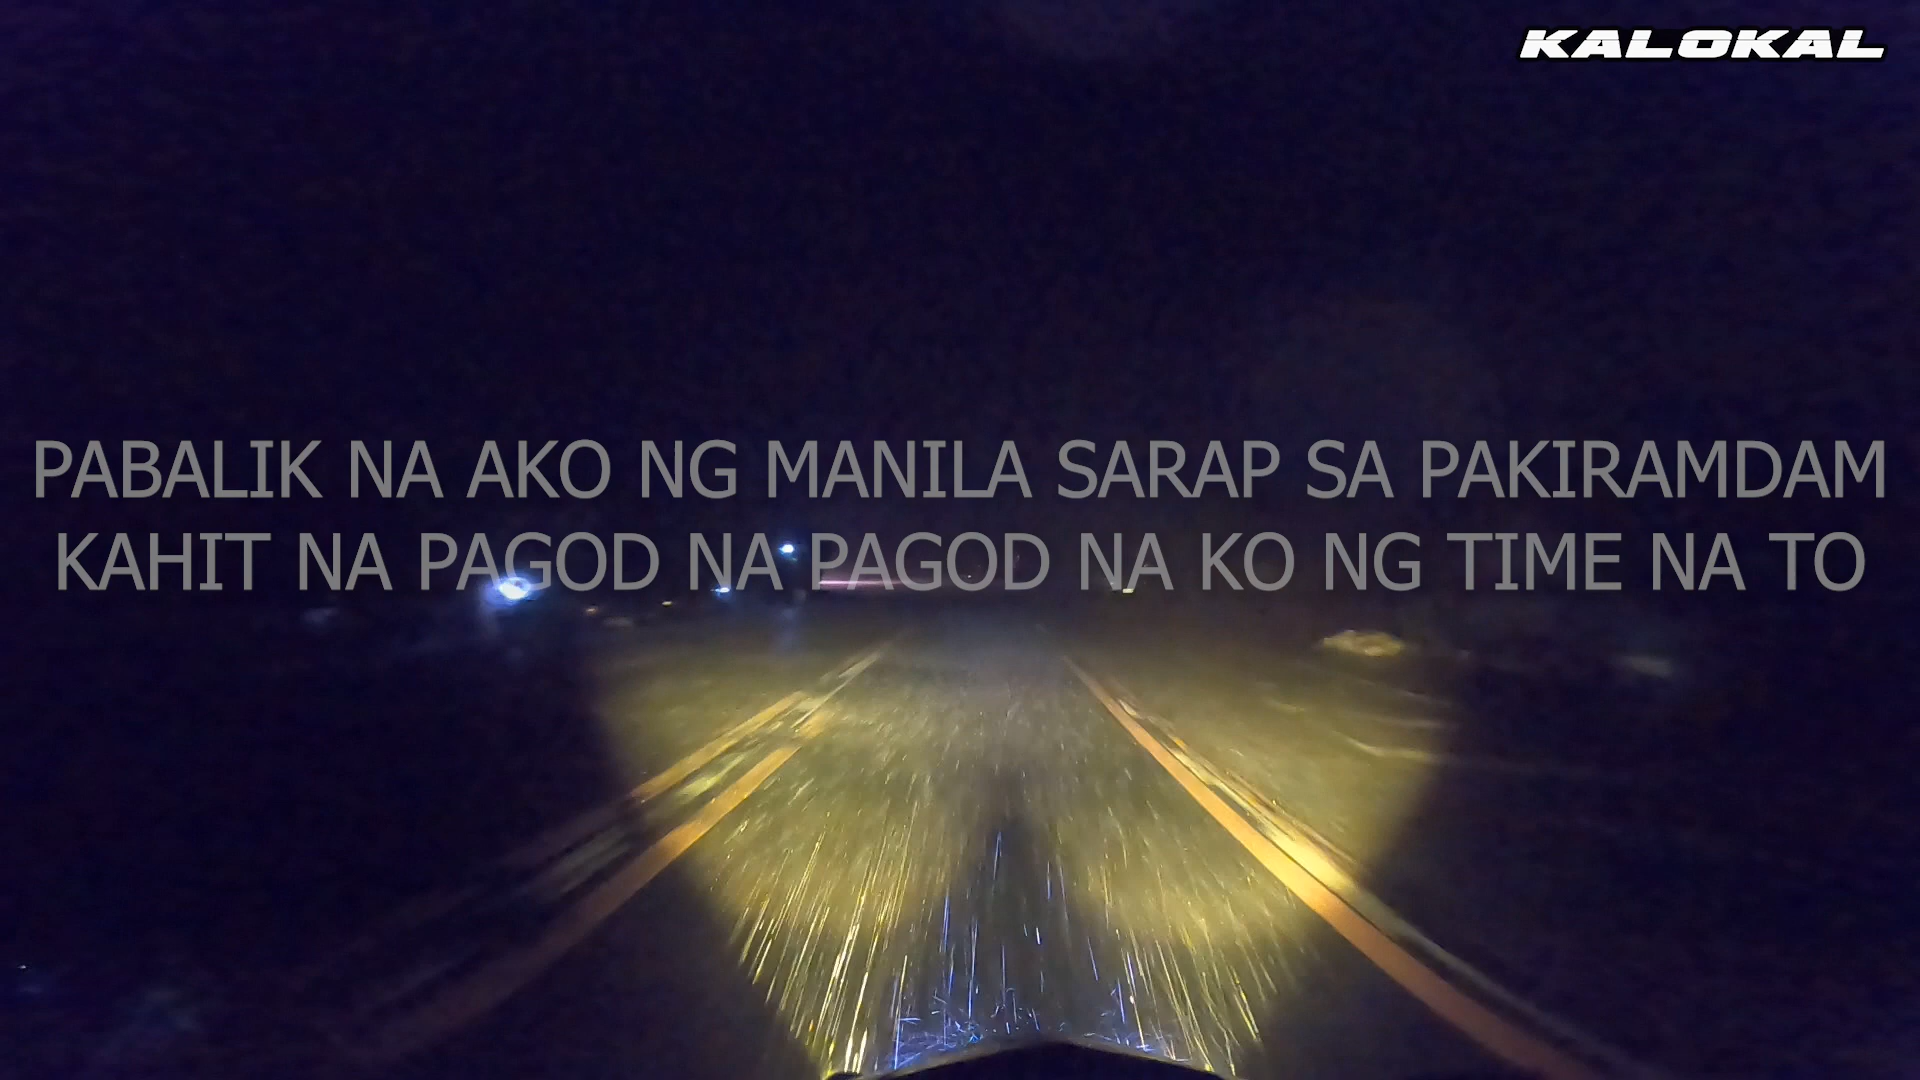 KALOKAL
PABALIK NA AKO NG MANILA SARAP SA PAKIRAMDAM
KAHIT NA PAGOD NA PAGOD NA KO NG TIME NA TO